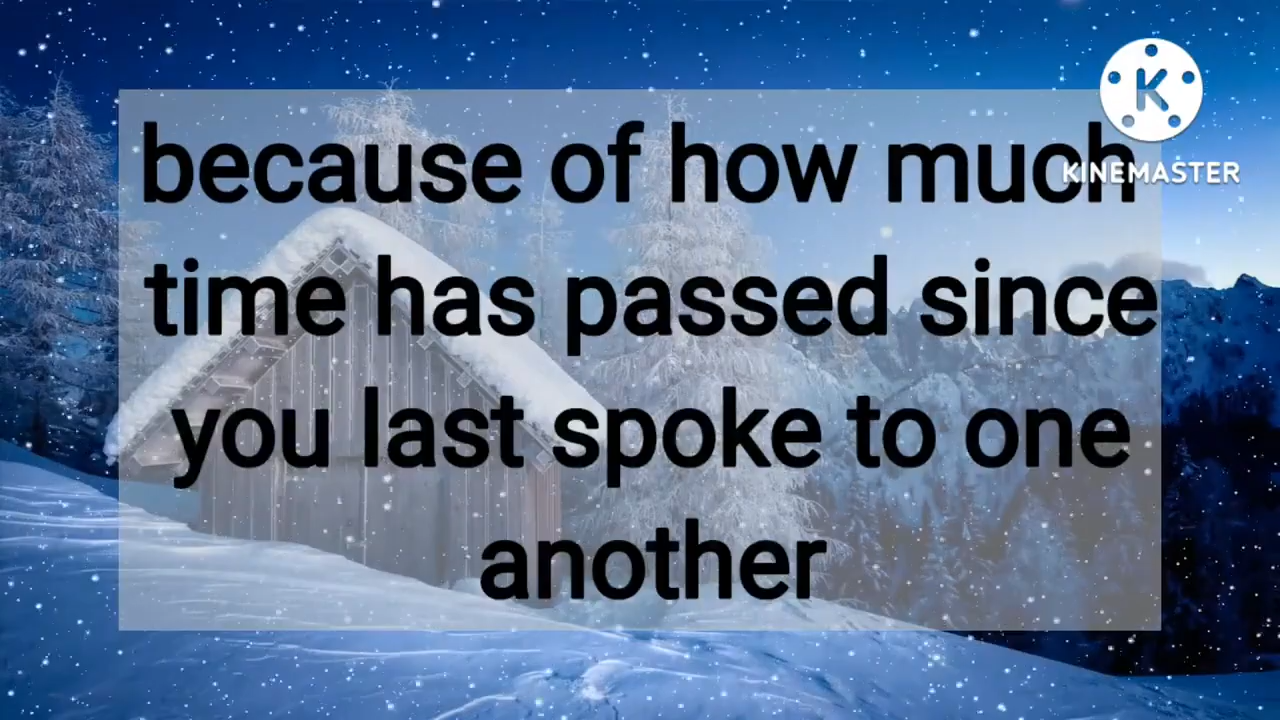 because of how much
time has passed since
you last spoke to one
another
K
KINEMASTER